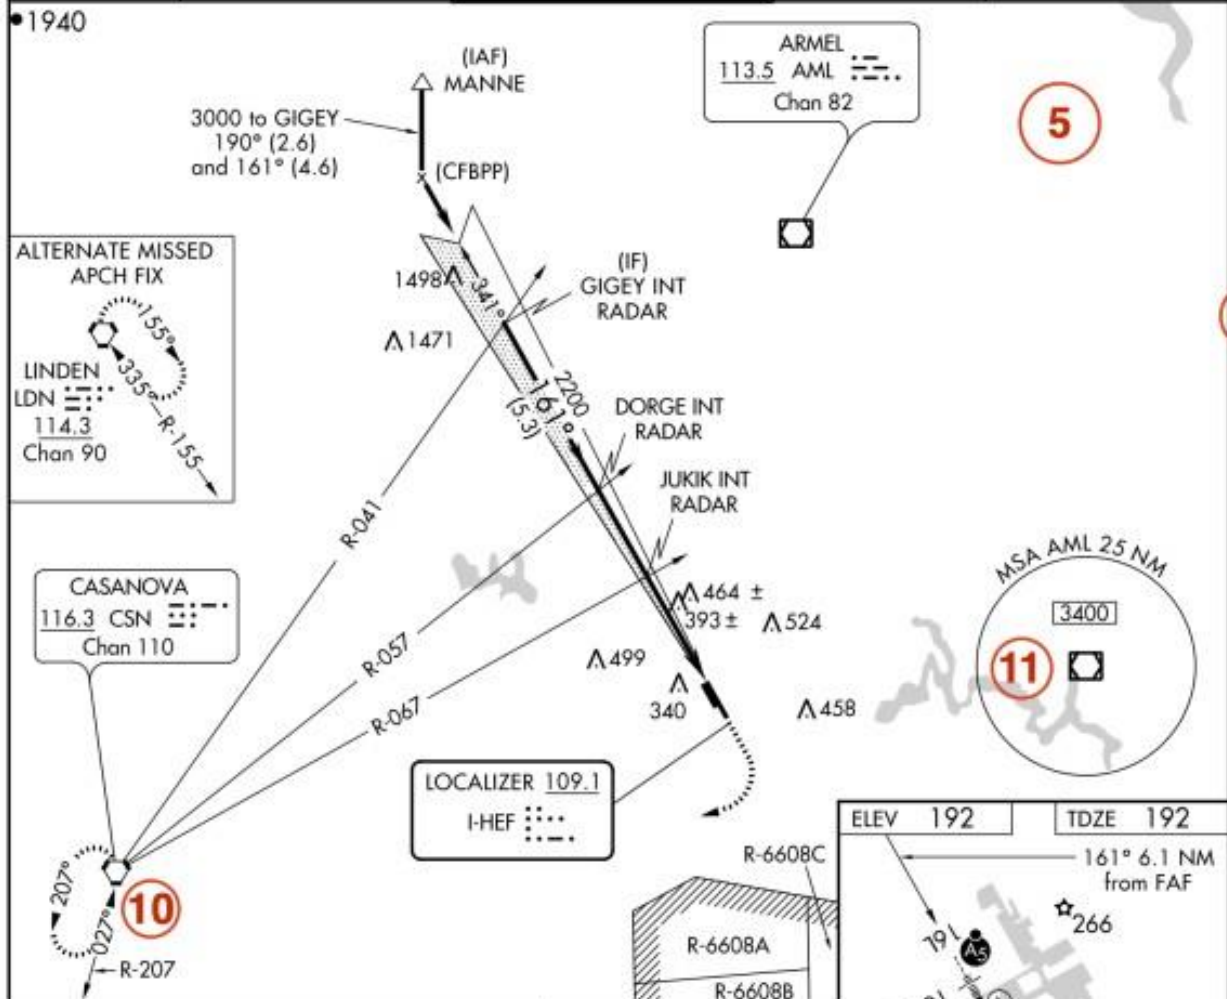 1940
(IAF)
MANNE
3000 to GIGEY
190° (2.6)
and 161° (4.6)
(CFBPP)
ARMEL
113.5 AML
Chan 82
5
ALTERNATE MISSED
APCH FIX
155°
335°
R-155
LINDEN
LDN
114.3
Chan 90
1498
1471
341°
(IF)
GIGEY INT
RADAR
2200
161°
(5.3)
DORGE INT
RADAR
JUKIK INT
RADAR
R-041
R-057
R-067
CASANOVA
116.3 CSN
Chan 110
464 ±
393 ±
524
499
340
458
MSA AML 25 NM
3400
11
LOCALIZER 109.1
I-HEF
207°
027°
R-207
10
R-6608C
R-6608A
R-6608B
ELEV 192
TDZE 192
161° 6.1 NM
from FAF
266
16L
A5